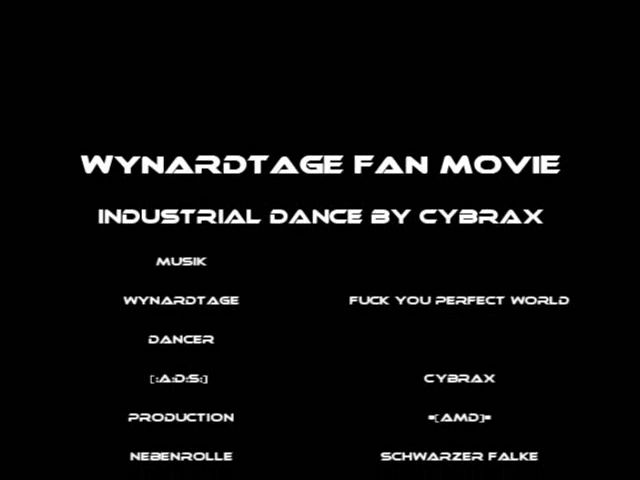 WYNARDTAGE FAN MOVIE
INDUSTRIAL DANCE BY CYBRAX
MUSIK
WYNARDTAGE FUCK YOU PERFECT WORLD
DANCER
[:A:D:S:] CYBRAX
PRODUCTION =[AMD]=
NEBENROLLE SCHWARZER FALKE